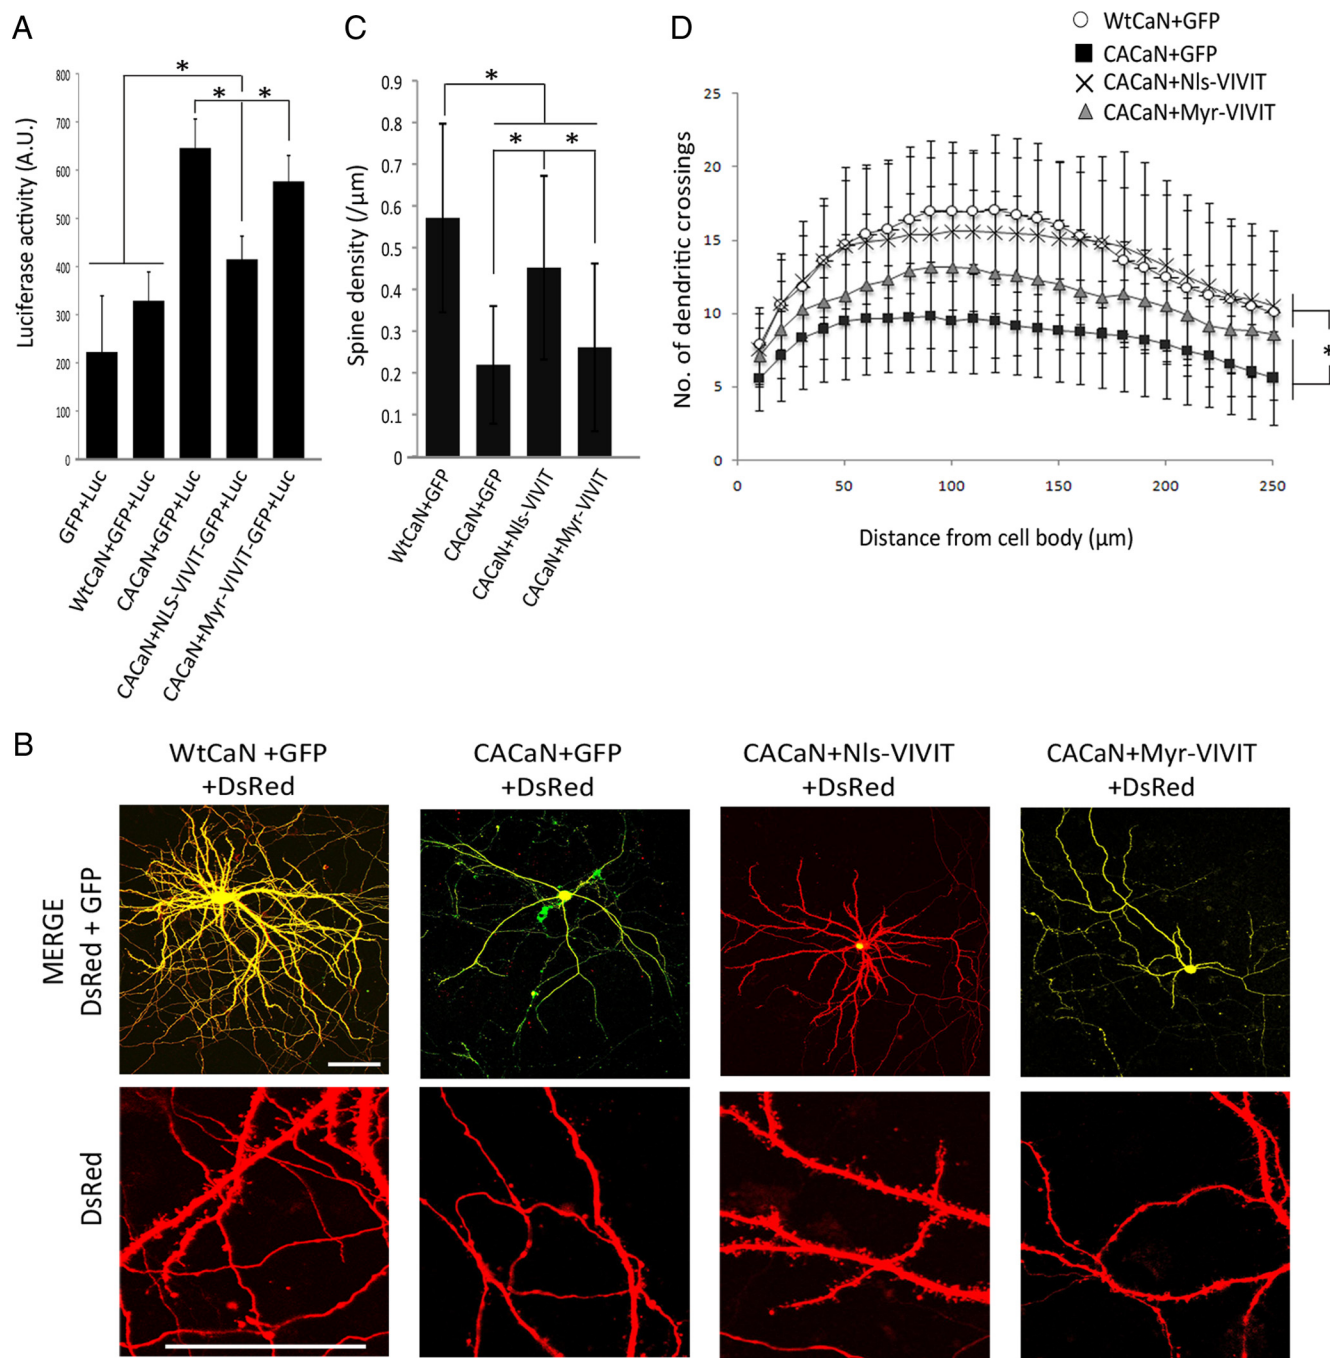 A
C
D
WtCaN+GFP
CACaN+GFP
CACaN+Nls-VIVIT
CACaN+Myr-VIVIT
Luciferase activity (A.U.)
800
700
600
500
400
300
200
100
0
*
*
*
GFP+Luc
WtCaN+GFP+Luc
CACaN+GFP+Luc
CACaN+NLS-VIVIT-GFP+Luc
CACaN+Myr-VIVIT-GFP+Luc
Spine density (/µm)
0.9
0.8
0.7
0.6
0.5
0.4
0.3
0.2
0.1
0
*
*
*
WtCaN+GFP
CACaN+GFP
CACaN+Nls-VIVIT
CACaN+Myr-VIVIT
No. of dendritic crossings
25
20
15
10
5
0
*
0 50 100 150 200 250
Distance from cell body (µm)
B
WtCaN +GFP
+DsRed
CACaN+GFP
+DsRed
CACaN+Nls-VIVIT
+DsRed
CACaN+Myr-VIVIT
+DsRed
MERGE
DsRed + GFP
DsRed